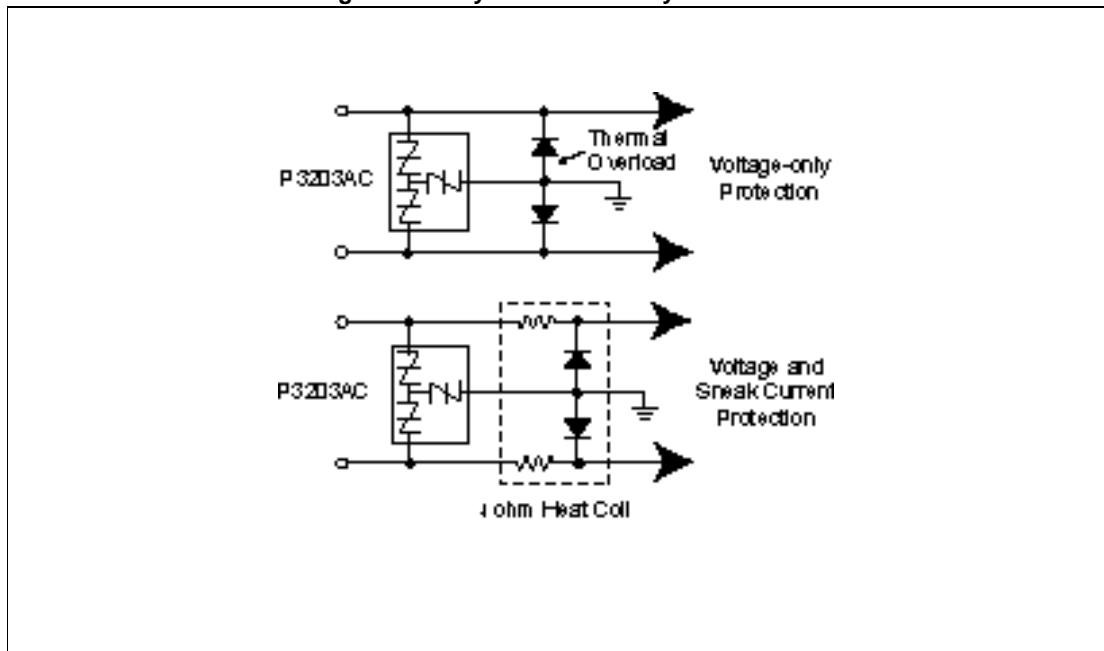 Thermal
Overload
P3203AC
Voltage-only
Protection
P3203AC
Voltage and
Sneak Current
Protection
ohm Heat Coil